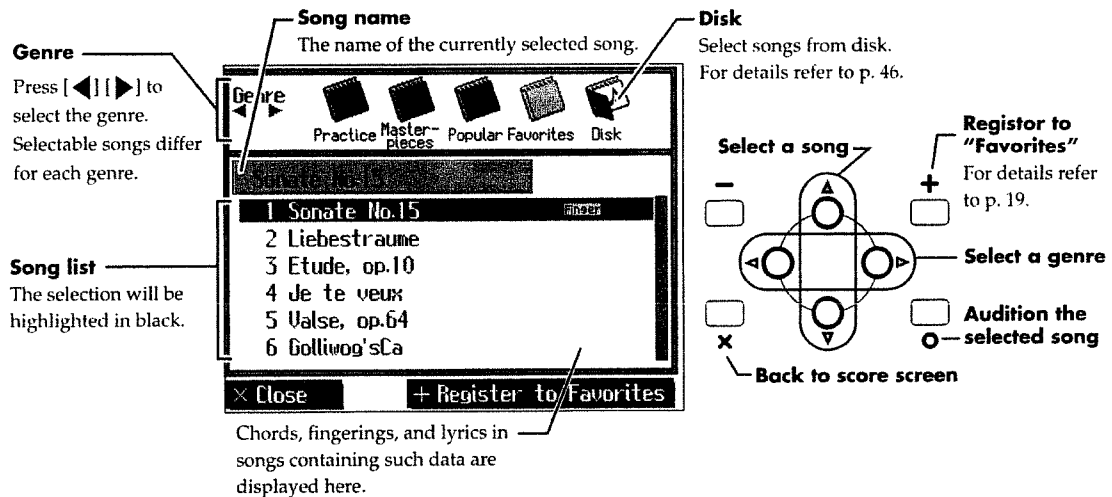 Song name
The name of the currently selected song.
Disk
Select songs from disk.
For details refer to p. 46.
Genre
Press [◀] [▶] to
select the genre.
Selectable songs differ
for each genre.
Genre
◀ ▶
Practice Master-pieces Popular Favorites Disk
Sonate No.15
1 Sonate No.15 Finger
2 Liebestraume
3 Etude, op.10
4 Je te veux
5 Valse, op.64
6 Golliwog'sCa
× Close
+ Register to Favorites
Song list
The selection will be
highlighted in black.
Chords, fingerings, and lyrics in
songs containing such data are
displayed here.
Select a song
−
+
Registor to
"Favorites"
For details refer
to p. 19.
Select a genre
Audition the
selected song
×
Back to score screen